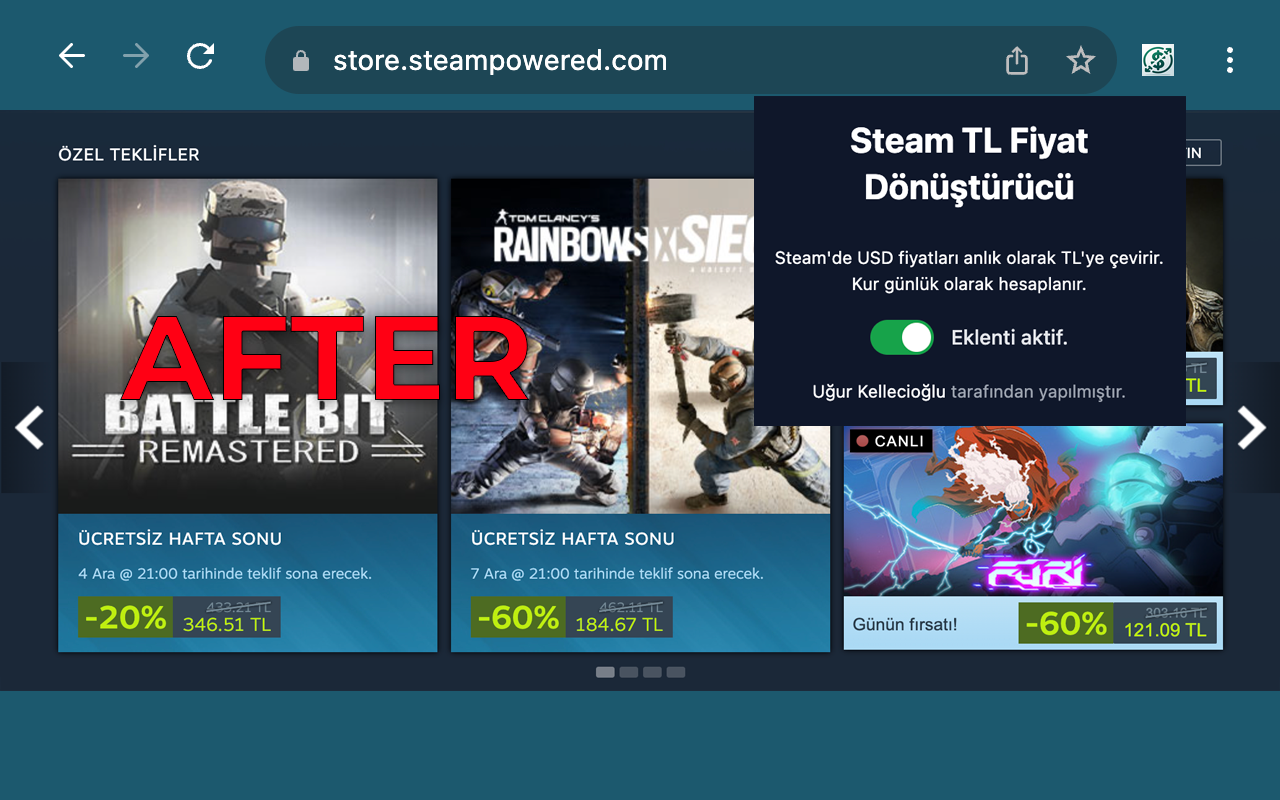 store.steampowered.com
ÖZEL TEKLİFLER
Steam TL Fiyat
Dönüştürücü
Steam'de USD fiyatları anlık olarak TL'ye çevirir.
Kur günlük olarak hesaplanır.
Eklenti aktif.
Uğur Kellecioğlu tarafından yapılmıştır.
IN
TOM CLANCY'S
RAINBOW SIX SIEG
AFTER
BATTLE BIT
REMASTERED
TL
TL
CANLI
FURI
ÜCRETSİZ HAFTA SONU
4 Ara @ 21:00 tarihinde teklif sona erecek.
-20%
433.21 TL
346.51 TL
ÜCRETSİZ HAFTA SONU
7 Ara @ 21:00 tarihinde teklif sona erecek.
-60%
462.11 TL
184.67 TL
Günün fırsatı!
-60%
303.16 TL
121.09 TL